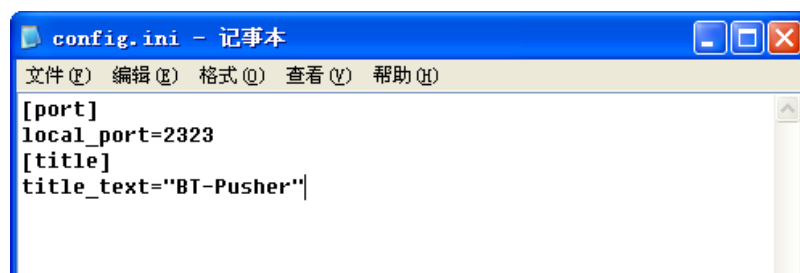 config.ini - 记事本
文件(F) 编辑(E) 格式(O) 查看(V) 帮助(H)
[port]
local_port=2323
[title]
title_text="BT-Pusher"